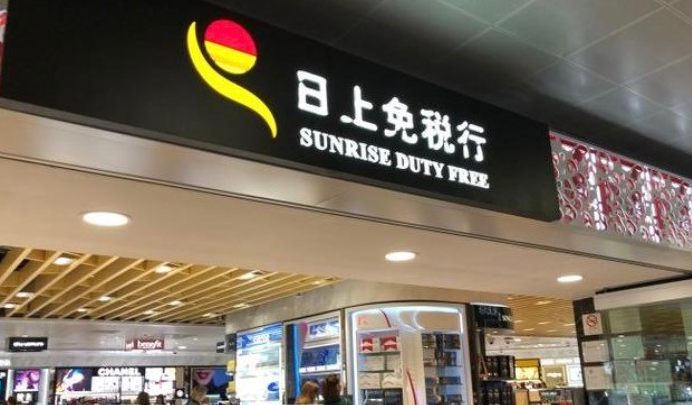 日上免税行
SUNRISE DUTY FREE
benefit
CHANEL